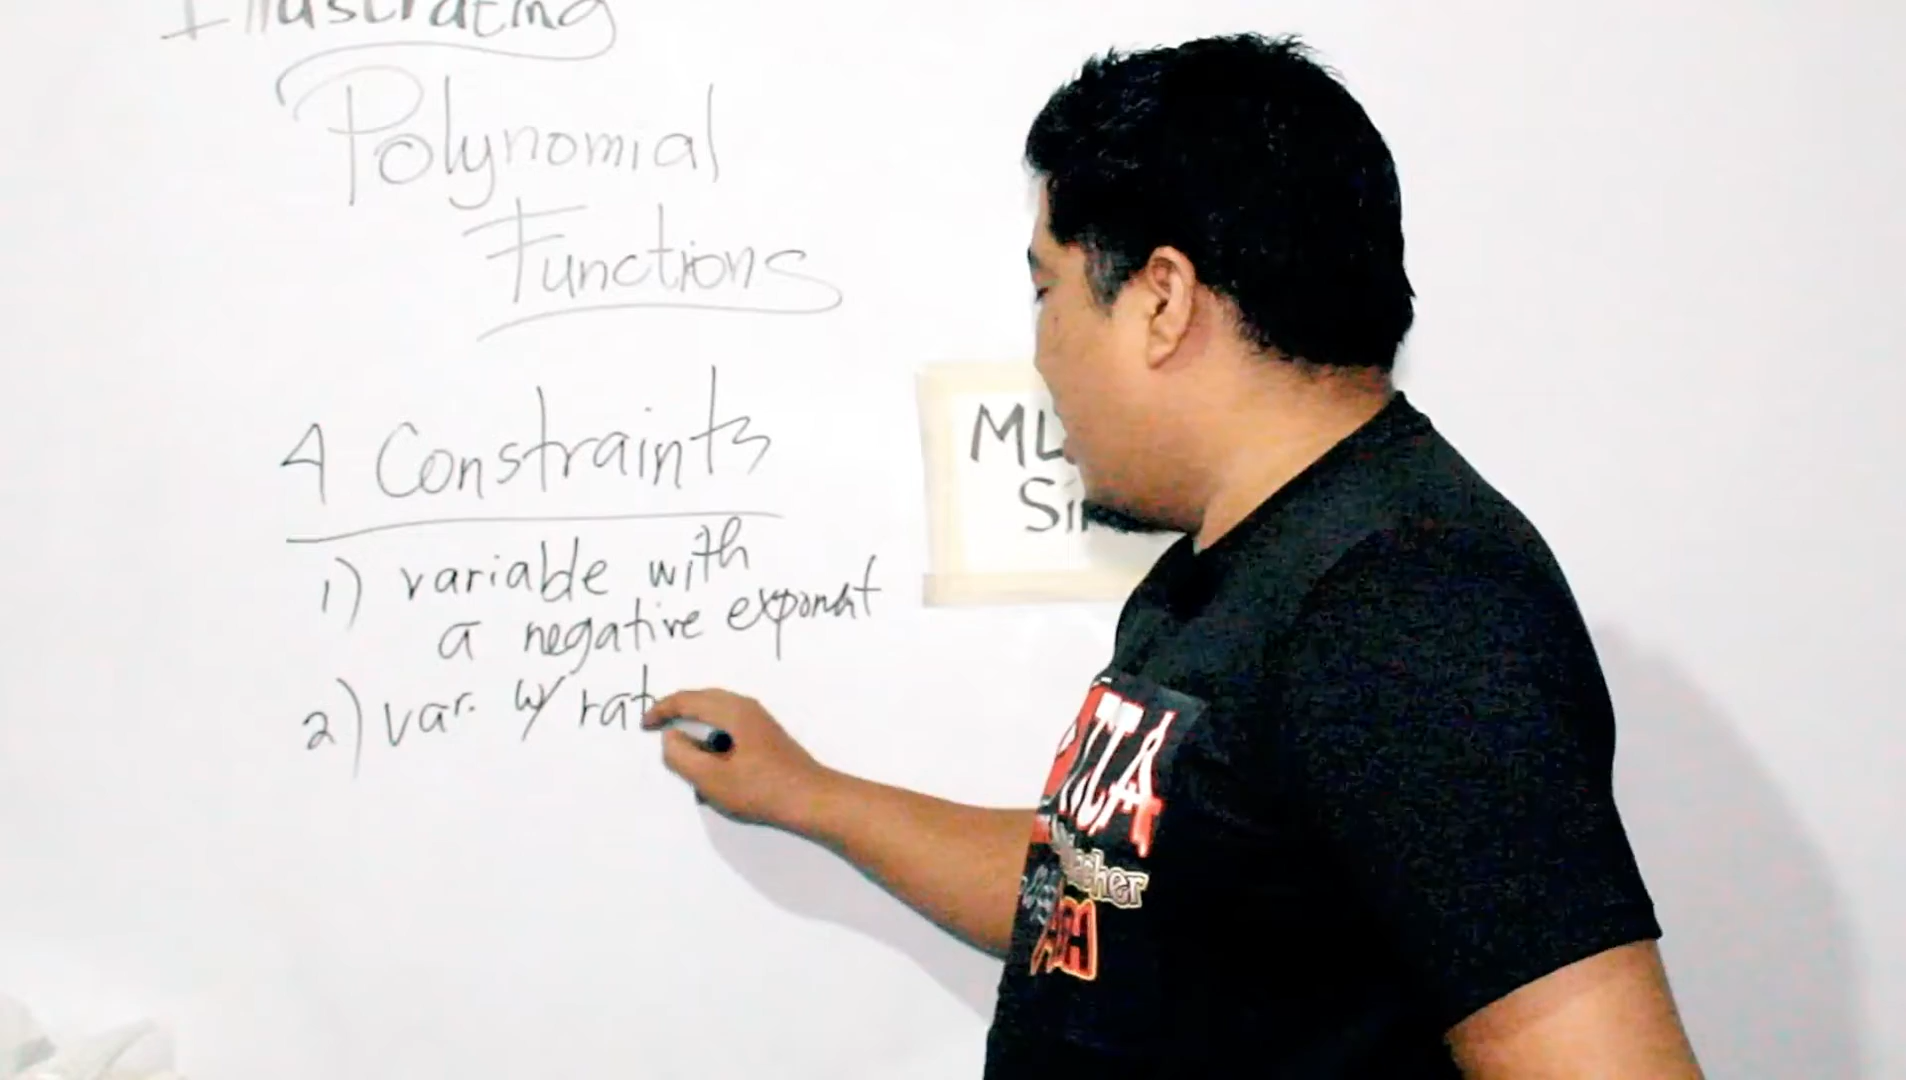 Illustrating
Polynomial
Functions
4 Constraints
1) variable with
a negative exponent
2) var. w/ rat
ML
Si